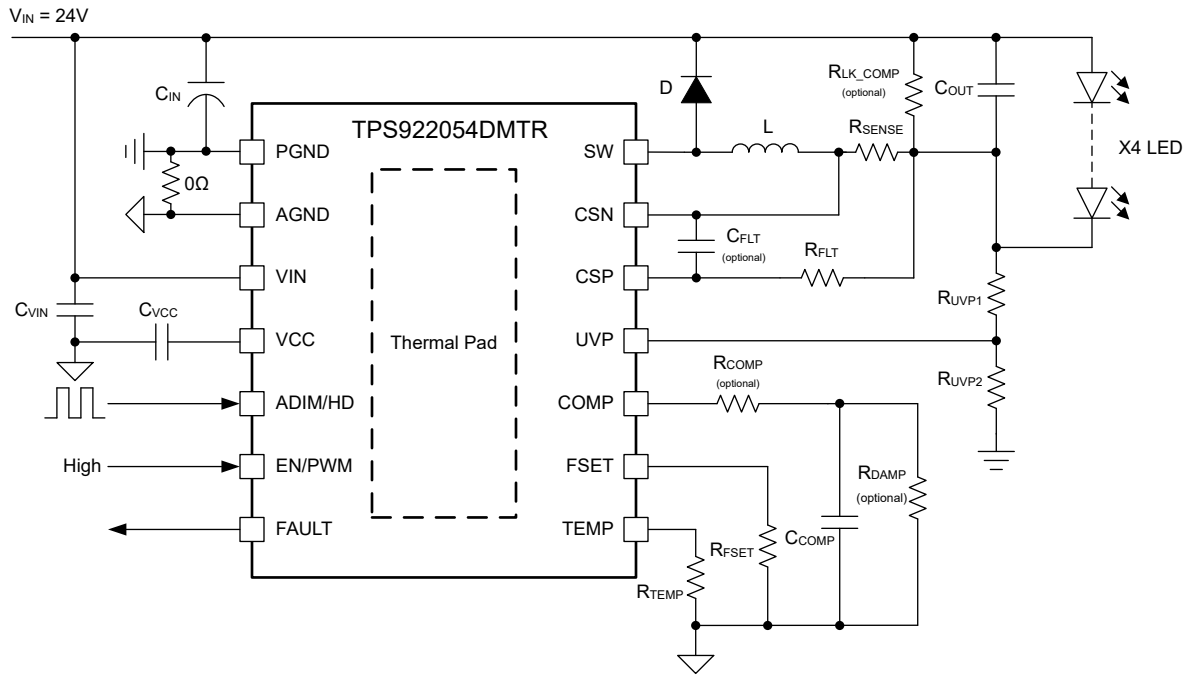 VIN = 24V
CIN
TPS922054DMTR
D
RLK_COMP
(optional)
COUT
L
RSENSE
X4 LED
PGND
SW
0Ω
AGND
CSN
CFLT
(optional)
RFLT
VIN
CSP
CVIN
CVCC
VCC
Thermal Pad
UVP
RUVP1
RUVP2
RCOMP
(optional)
ADIM/HD
COMP
High
EN/PWM
FSET
RDAMP
(optional)
FAULT
TEMP
RTEMP
RFSET
CCOMP